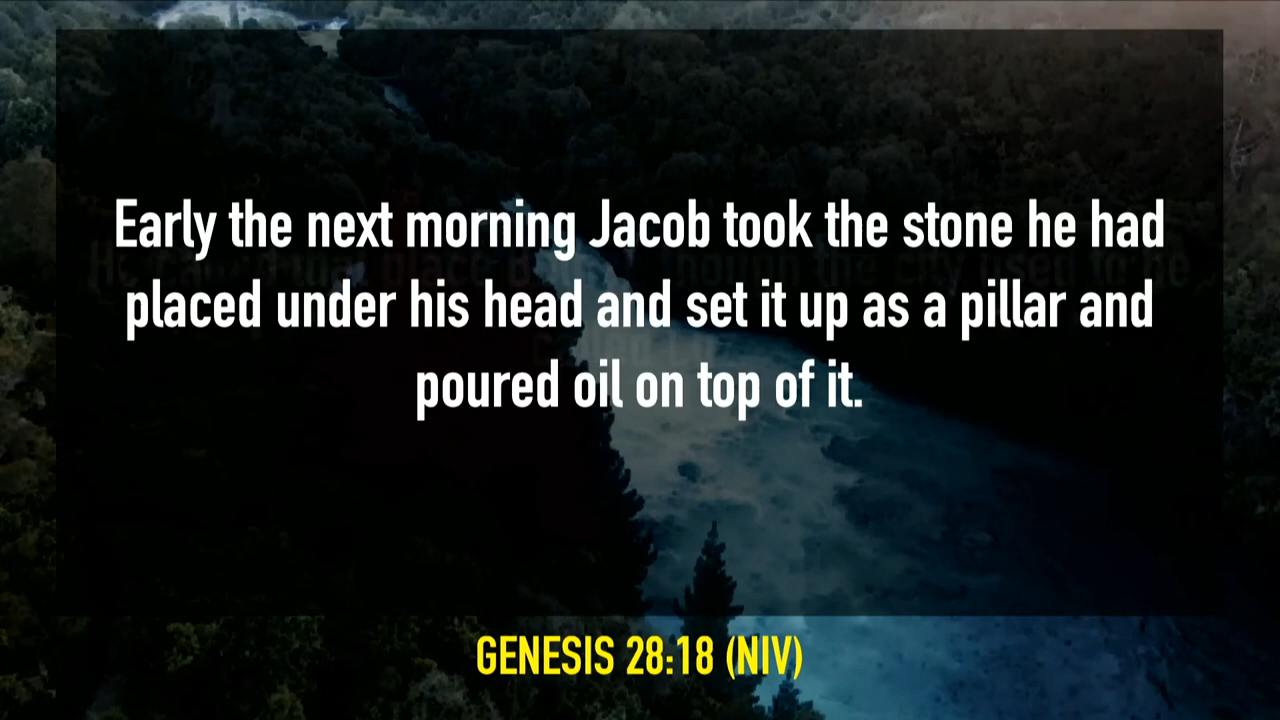 Early the next morning Jacob took the stone he had
placed under his head and set it up as a pillar and
poured oil on top of it.
GENESIS 28:18 (NIV)